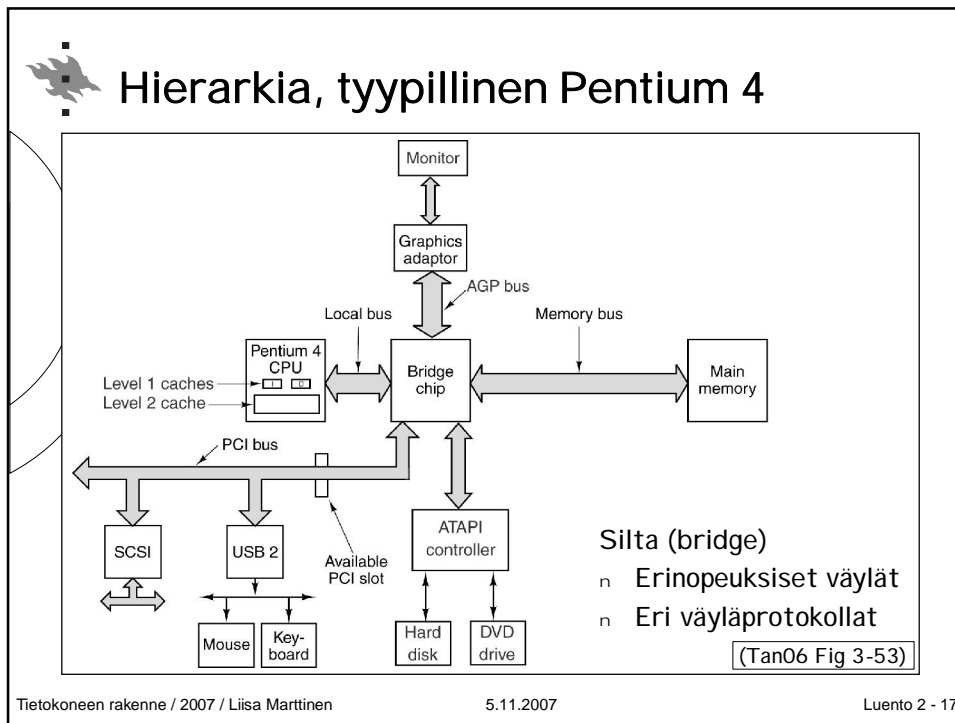 Hierarkia, tyypillinen Pentium 4
Monitor
Graphics
adaptor
AGP bus
Local bus
Memory bus
Pentium 4
CPU
I D
Level 1 caches
Level 2 cache
Bridge
chip
Main
memory
PCI bus
SCSI
USB 2
Available
PCI slot
ATAPI
controller
Mouse
Key-
board
Hard
disk
DVD
drive
Silta (bridge)
n Erinopeuksiset väylät
n Eri väyläprotokollat
(Tan06 Fig 3-53)
Tietokoneen rakenne / 2007 / Liisa Marttinen
5.11.2007
Luento 2 - 17